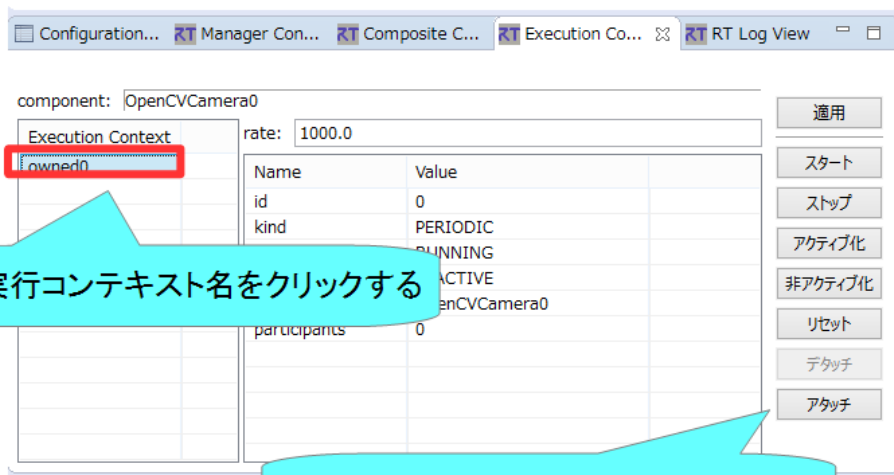 Configuration... RT Manager Con... RT Composite C... RT Execution Co... RT RT Log View
component: OpenCVCamera0
適用
Execution Context
rate: 1000.0
owned0
スタート
Name Value
id 0
ストップ
kind PERIODIC
アクティブ化
RUNNING
実行コンテキスト名をクリックする
ACTIVE
非アクティブ化
enCVCamera0
participants 0
リセット
デタッチ
アタッチ